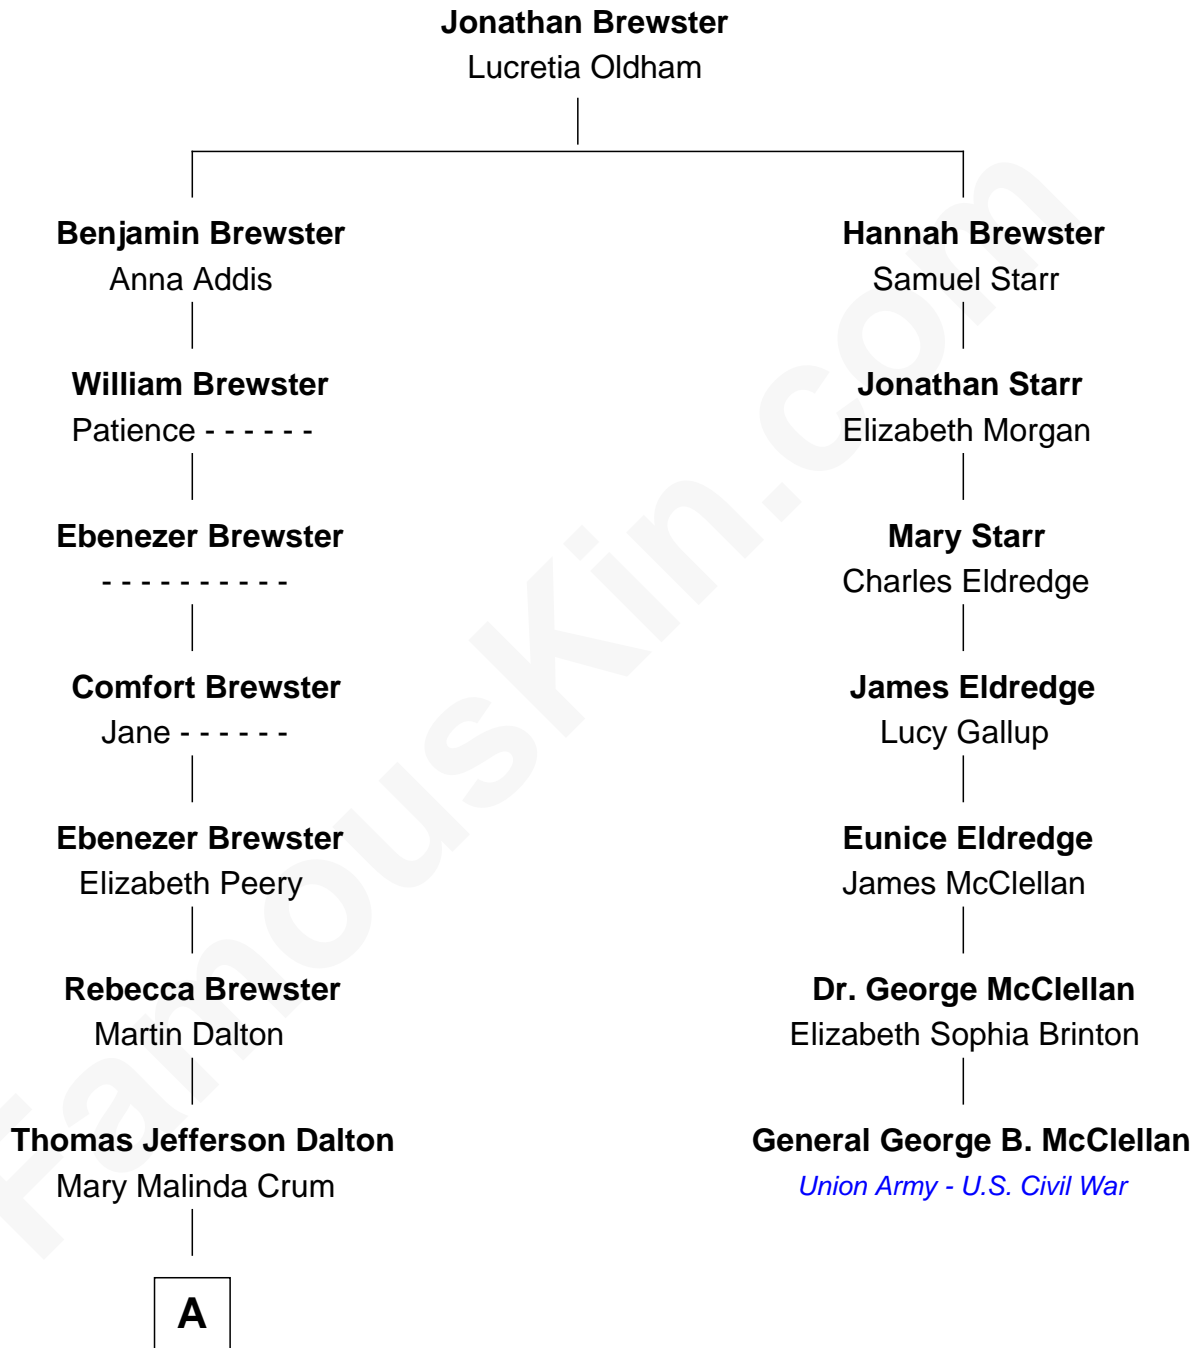 Jonathan Brewster
Lucretia Oldham
Benjamin Brewster
Anna Addis
Hannah Brewster
Samuel Starr
William Brewster
Patience - - - - - -
Jonathan Starr
Elizabeth Morgan
Ebenezer Brewster
- - - - - - - - - -
Mary Starr
Charles Eldredge
Comfort Brewster
Jane - - - - - -
James Eldredge
Lucy Gallup
Ebenezer Brewster
Elizabeth Peery
Eunice Eldredge
James McClellan
Rebecca Brewster
Martin Dalton
Dr. George McClellan
Elizabeth Sophia Brinton
Thomas Jefferson Dalton
Mary Malinda Crum
General George B. McClellan
Union Army - U.S. Civil War
A
FamousKin.com